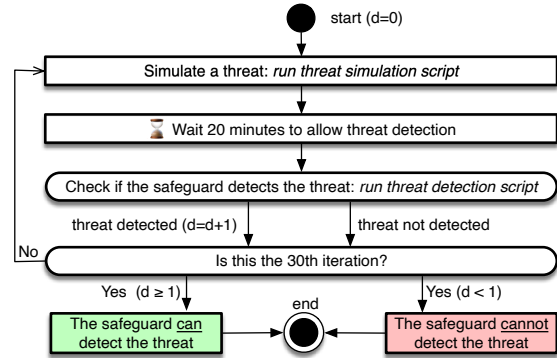 start (d=0)
Simulate a threat: run threat simulation script
⏳ Wait 20 minutes to allow threat detection
Check if the safeguard detects the threat: run threat detection script
threat detected (d=d+1)
threat not detected
No
Is this the 30th iteration?
Yes (d ≥ 1)
end
Yes (d < 1)
The safeguard can
detect the threat
The safeguard cannot
detect the threat